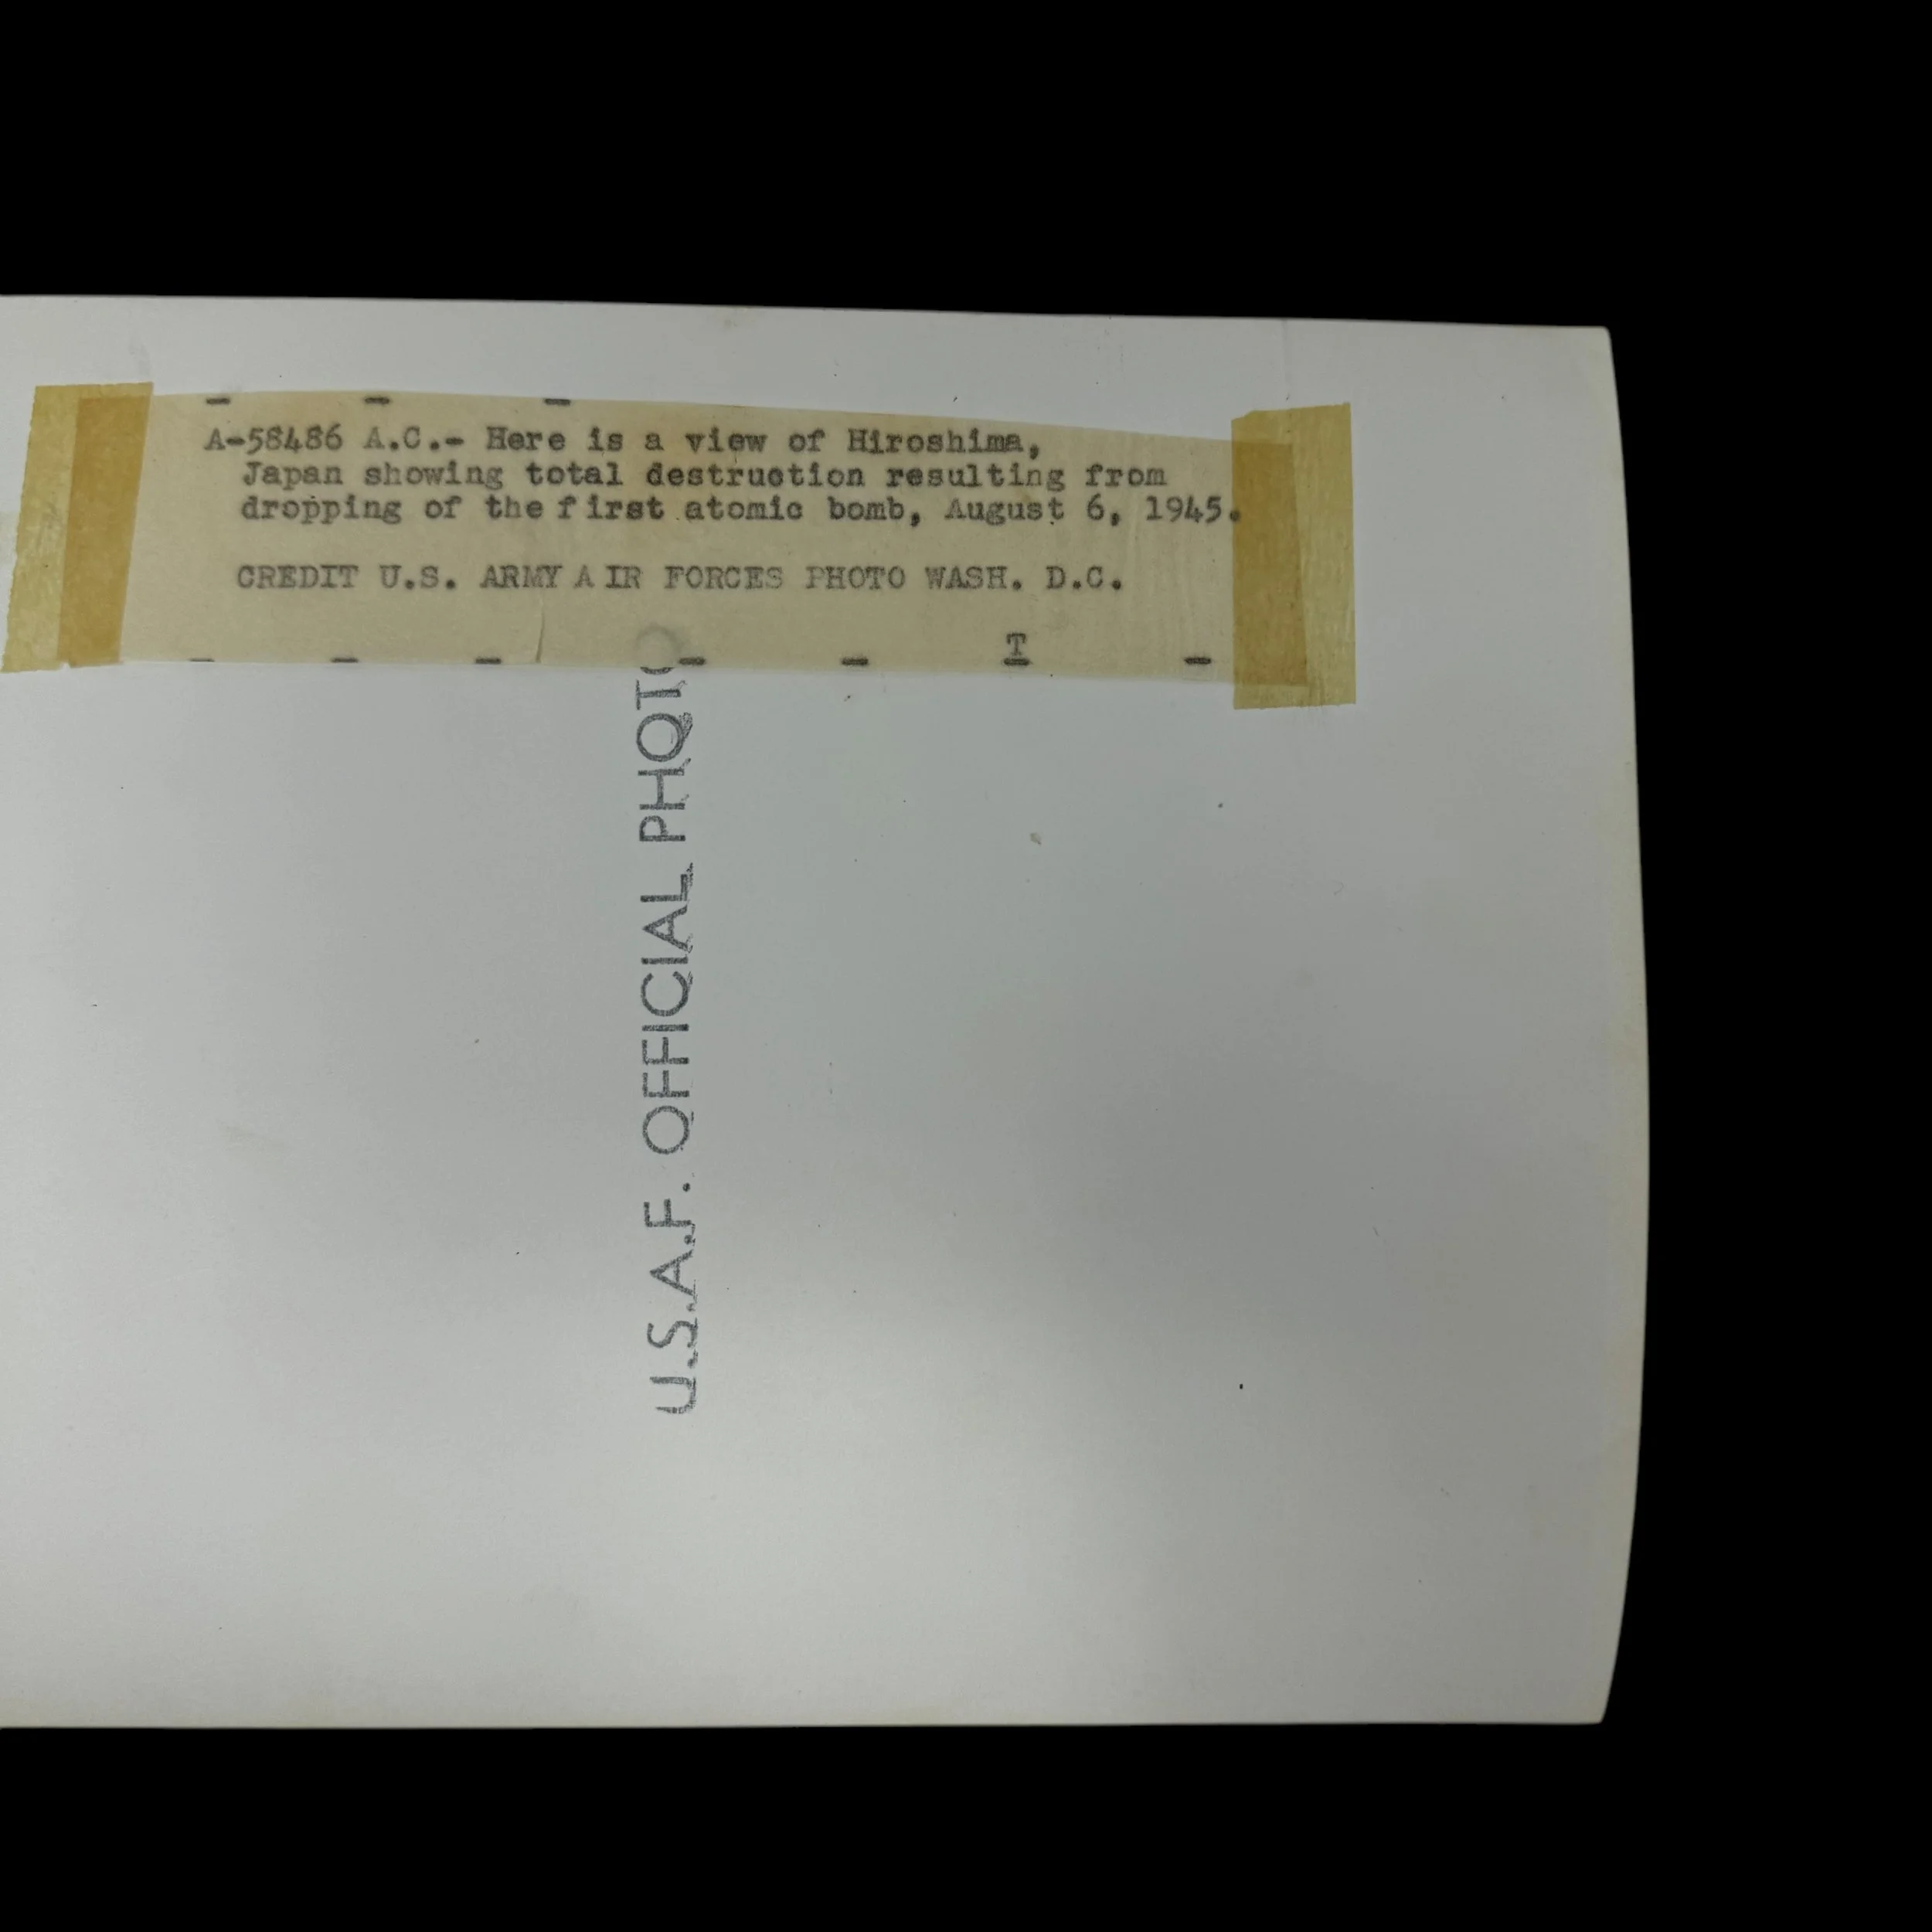 A-58486 A.C.- Here is a view of Hiroshima,
Japan showing total destruction resulting from
dropping of the first atomic bomb, August 6, 1945.
CREDIT U.S. ARMY AIR FORCES PHOTO WASH. D.C.
T
U.S.A.F. OFFICIAL PHOTO